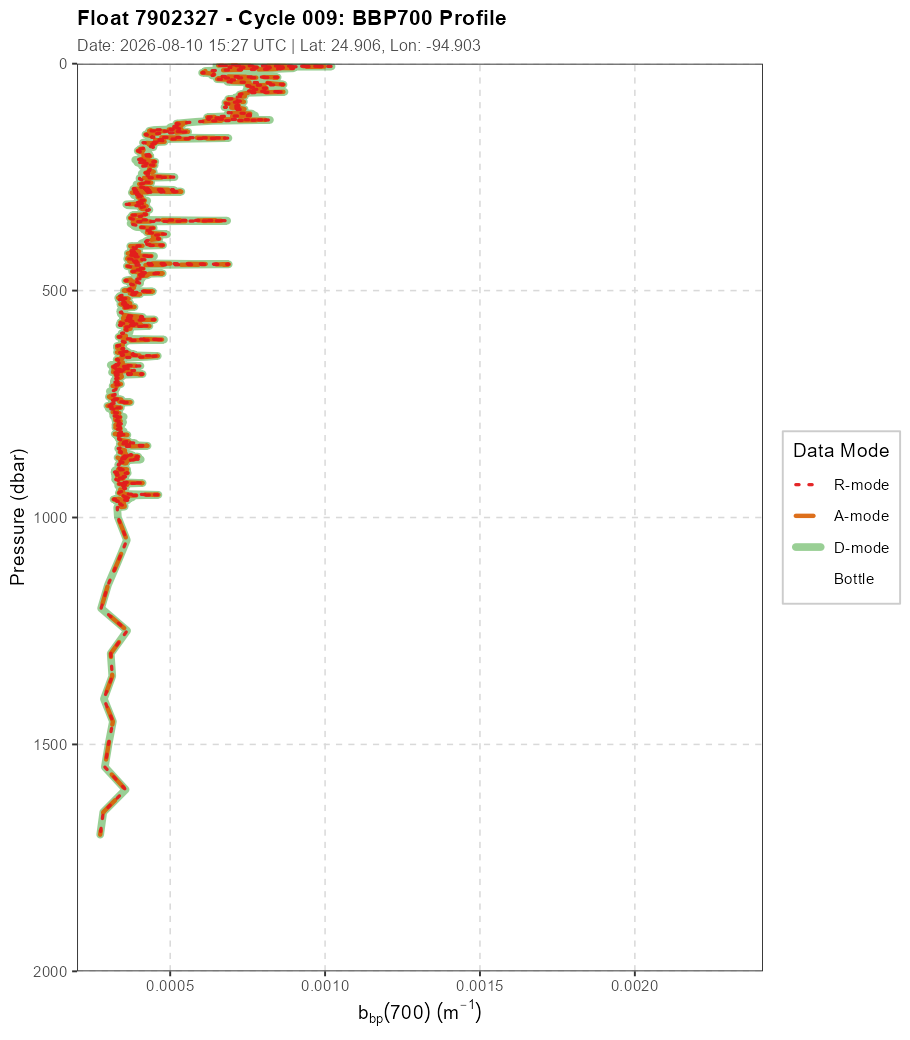 Float 7902327 - Cycle 009: BBP700 Profile
Date: 2026-08-10 15:27 UTC | Lat: 24.906, Lon: -94.903
0
500
1000
1500
2000
Pressure (dbar)
0.0005
0.0010
0.0015
0.0020
b_bp(700) (m⁻¹)
Data Mode
R-mode
A-mode
D-mode
Bottle